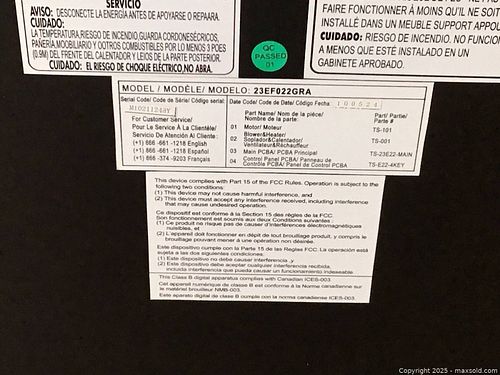 SERVICIO
AVISO: DESCONECTE LA ENERGÍA ANTES DE APOYARSE O REPARA.
CUIDADO:
LA TEMPERATURA, RIESGO DE INCENDIO, GUARDA CORDONES, ÉCRICOS,
PAÑERÍA, MOOBILARIO Y OUTROS COMBUSTIBLES POR LO MENOS 3 POES
(0.9M) DEL FRENTE DEL CALENTADOR Y LEIOS DE LA PARTE POSTERIOR.
CUIDADO: EL RIESGO DE CHOQUE ELÉCTRICO, NO ABRA.
QC
PASSED
01
FAIRE FONCTIONNER À MOINS QU'IL NE SOIT
INSTALLÉ DANS UN MEUBLE SUPPORT APPOU
CUIDADO: RIESGO DE INCENDIO. NO FUNCIO
A MENOS QUE ESTÉ INSTALADO EN UN
GABINETE APROBADO.
MODEL / MODÈLE/ MODELO: 23EF022GRA
Serial Code/ Code de Série/ Código serial:
M10211248Y
For Customer Service/
Pour Le Service À La Clientèle/
Servicio De Atención Al Cliente:
(+1) 866 -661 -1218 English
(+1) 866 -661 -1218 Español
(+1) 866 -374 -9203 Français
Date Code/ Code de Date/ Código Fecha: 100524
Part Name/ Nom de la pièce/ Nombre de la parte: Part/ Partie/ Parte #
01 Motor/ Moteur TS-101
02 Blower&Heater/ Soplador&Calentador/ Ventilateur&Réchauffeur TS-001
03 Main PCBA/ PCBA Principal TS-23E22-MAIN
04 Control Panel PCBA/ Panneau de Contrôle PCBA/ Panel de Control PCBA TS-E22-4KEY
This device complies with Part 15 of the FCC Rules. Operation is subject to the
following two conditions:
(1) This device may not cause harmful interference, and
(2) This device must accept any interference received, including interference
that may cause undesired operation.
Ce dispositif est conforme à la Section 15 des règles de la FCC.
Son fonctionnement est soumis aux deux Conditions suivantes :
(1) Ce produit ne risque pas de causer d'interférences électromagnétiques
nuisibles, et
(2) L'appareil doit fonctionner en dépit de tout brouillage produit, y compris le
brouillage pouvant mener à une opération non désirée.
Este dispositivo cumple con la Parte 15 de las Reglas FCC. La operación está
sujeta a das siguientes condiciones:
(1) Este dispositivo no debe causar interferencias ,y
(2) Este dispositivo debe aceptar cualquier interferencia recibida,
incluida interferencia que pueda causar un funcionamiento indeseable.
This Class B digital apparatus complies with Canadian ICES-003.
Cet appareil numérique de classe B est conforme à la Norme canadienne sur
le matériel brouilleur NMB-003.
Este aparato digital de classe B cumple con la norma canadiense ICES-003.
Copyright 2025 - maxsold.com